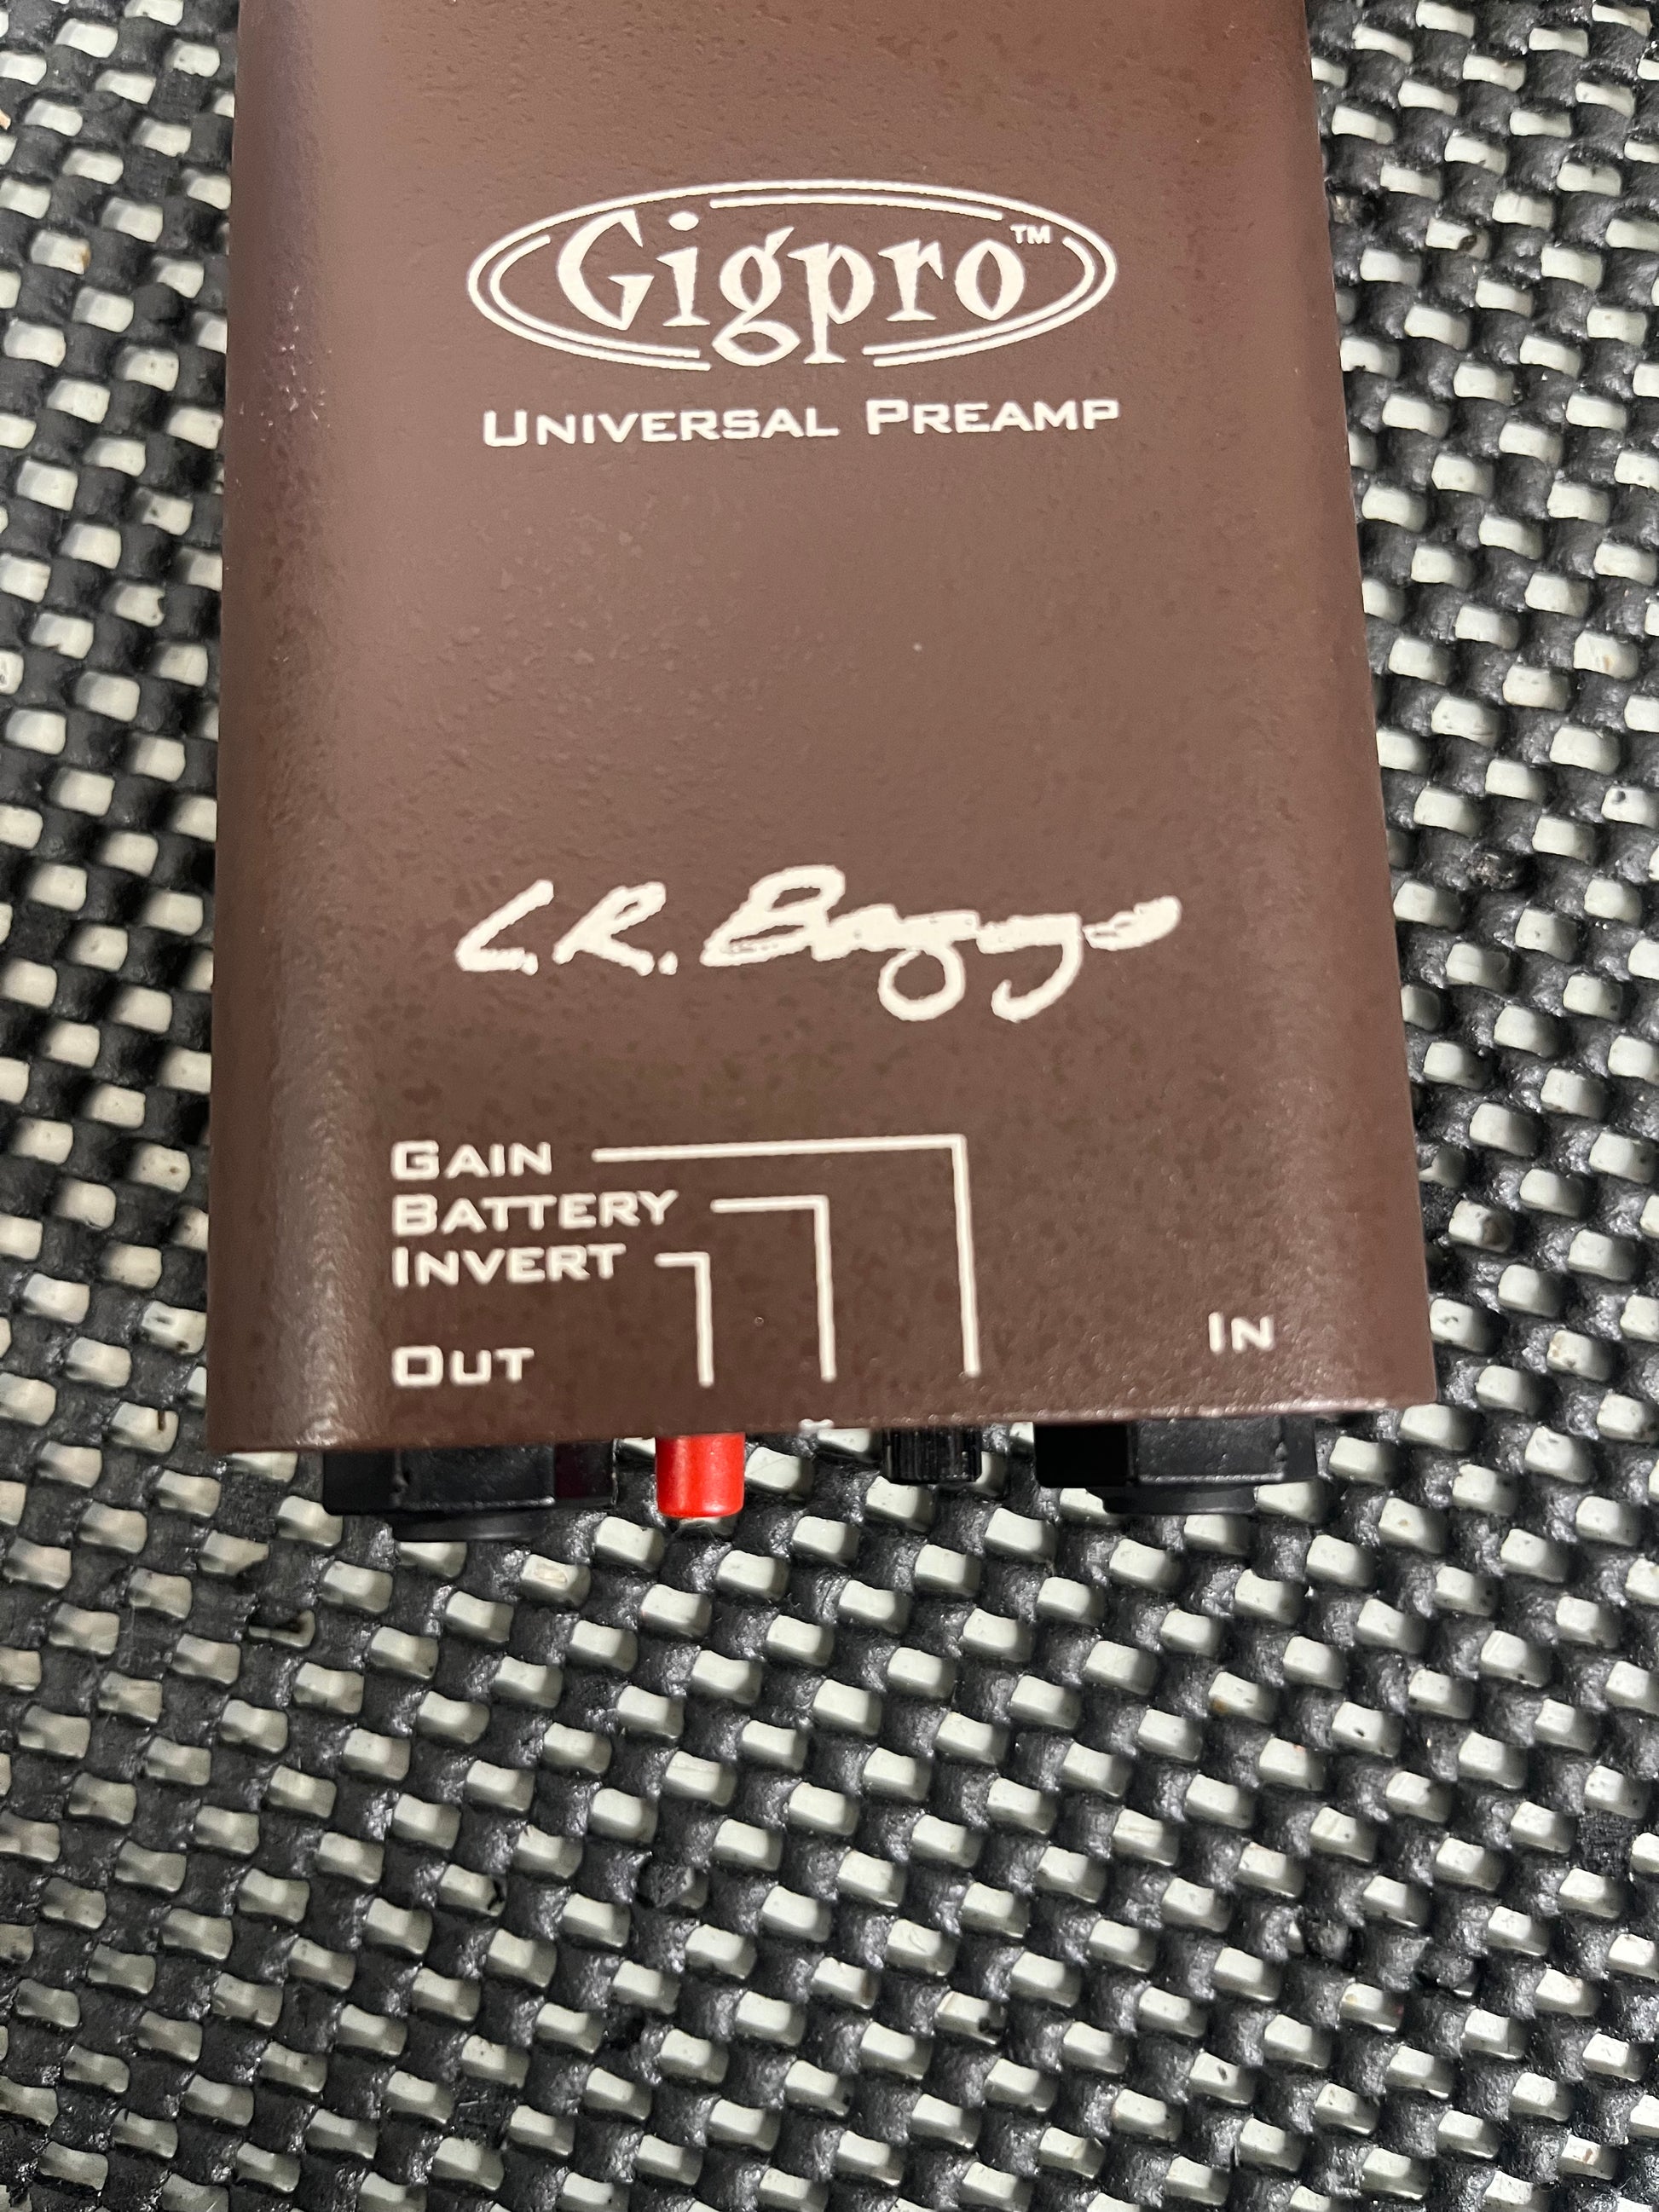 Gigpro™
UNIVERSAL PREAMP
L.R. Baggs
GAIN
BATTERY
INVERT
OUT
IN